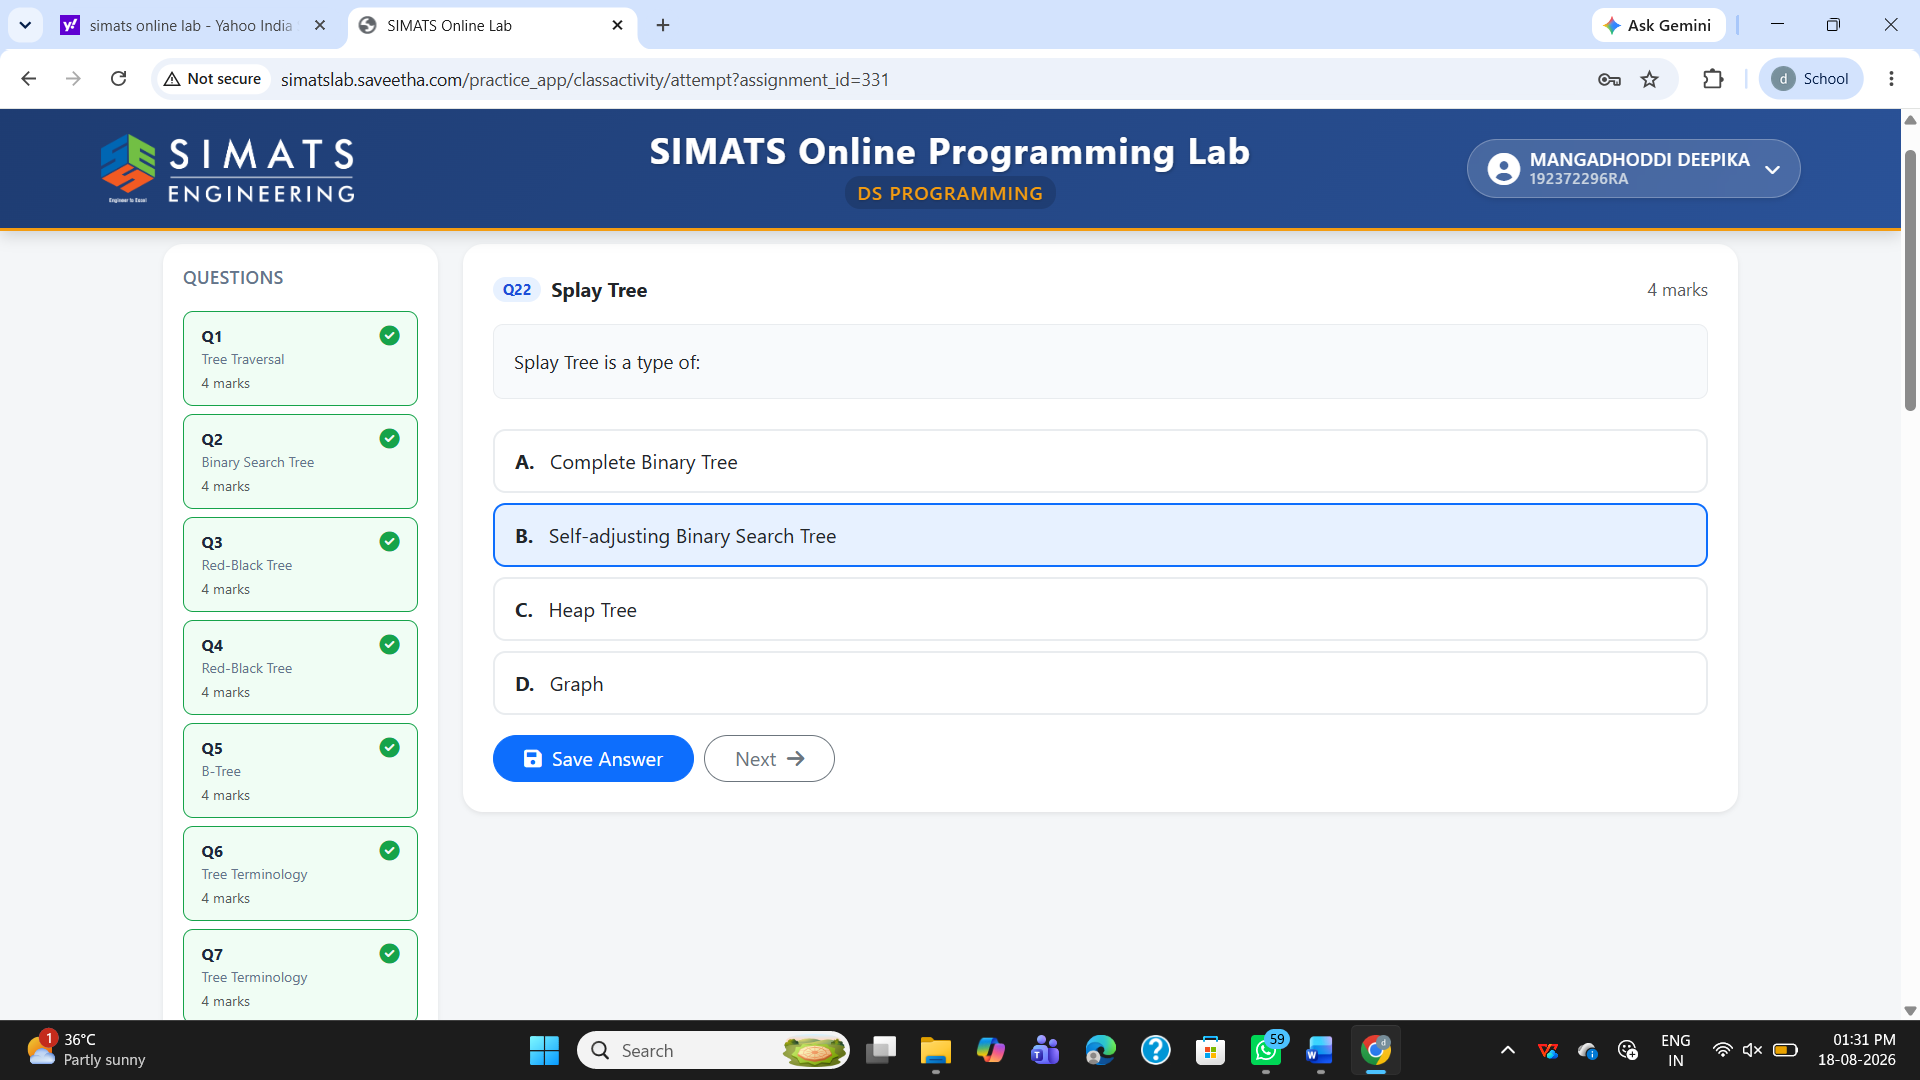 simats online lab - Yahoo India
SIMATS Online Lab
Ask Gemini
Not secure
simatslab.saveetha.com/practice_app/classactivity/attempt?assignment_id=331
d
School
SIMATS
ENGINEERING
Engineer to Excel
SIMATS Online Programming Lab
DS PROGRAMMING
MANGADHODDI DEEPIKA
192372296RA
QUESTIONS
Q1
Tree Traversal
4 marks
Q2
Binary Search Tree
4 marks
Q3
Red-Black Tree
4 marks
Q4
Red-Black Tree
4 marks
Q5
B-Tree
4 marks
Q6
Tree Terminology
4 marks
Q7
Tree Terminology
4 marks
Q22 Splay Tree
4 marks
Splay Tree is a type of:
A. Complete Binary Tree
B. Self-adjusting Binary Search Tree
C. Heap Tree
D. Graph
Save Answer
Next
1
36°C
Partly sunny
Search
59
ENG
IN
01:31 PM
18-08-2026